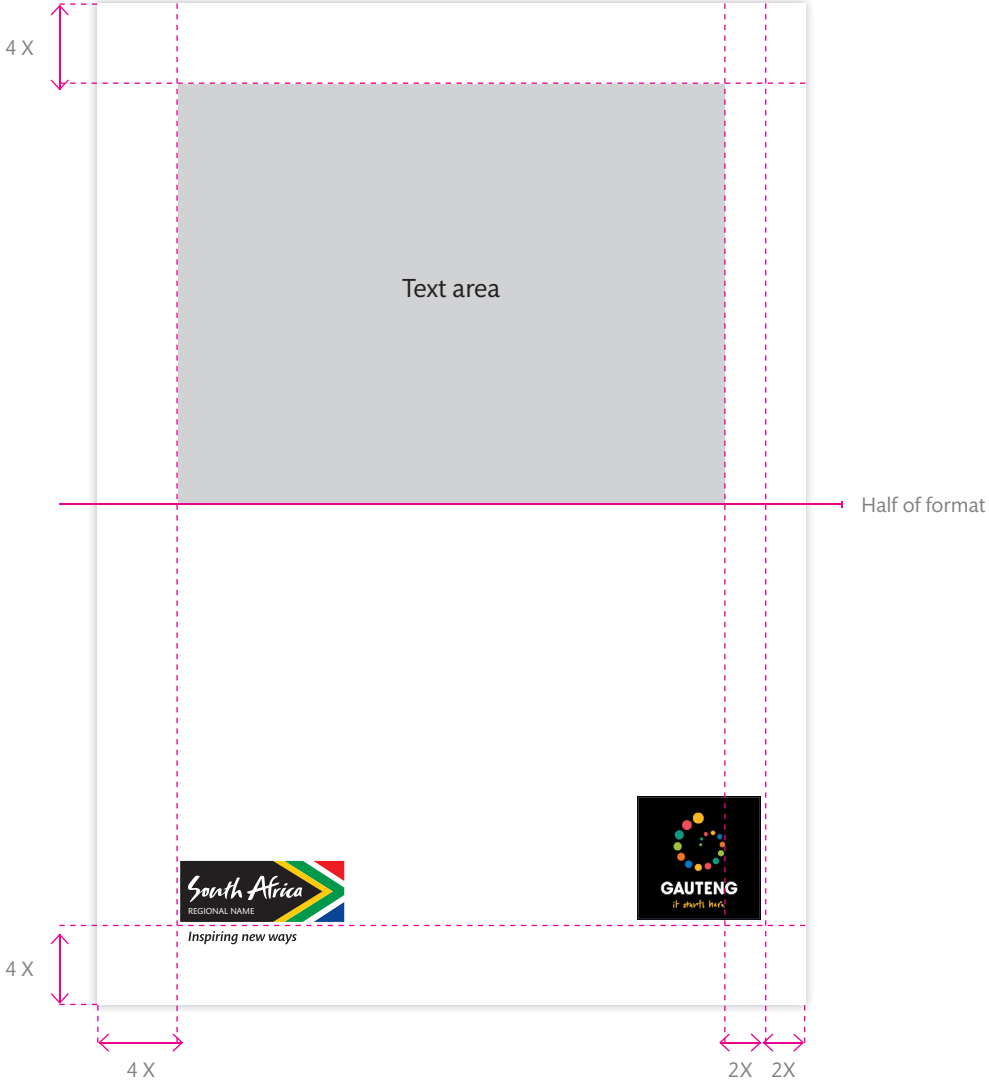 4 X
Text area
Half of format
South Africa
REGIONAL NAME
Inspiring new ways
GAUTENG
it starts here
4 X
4 X
2X
2X